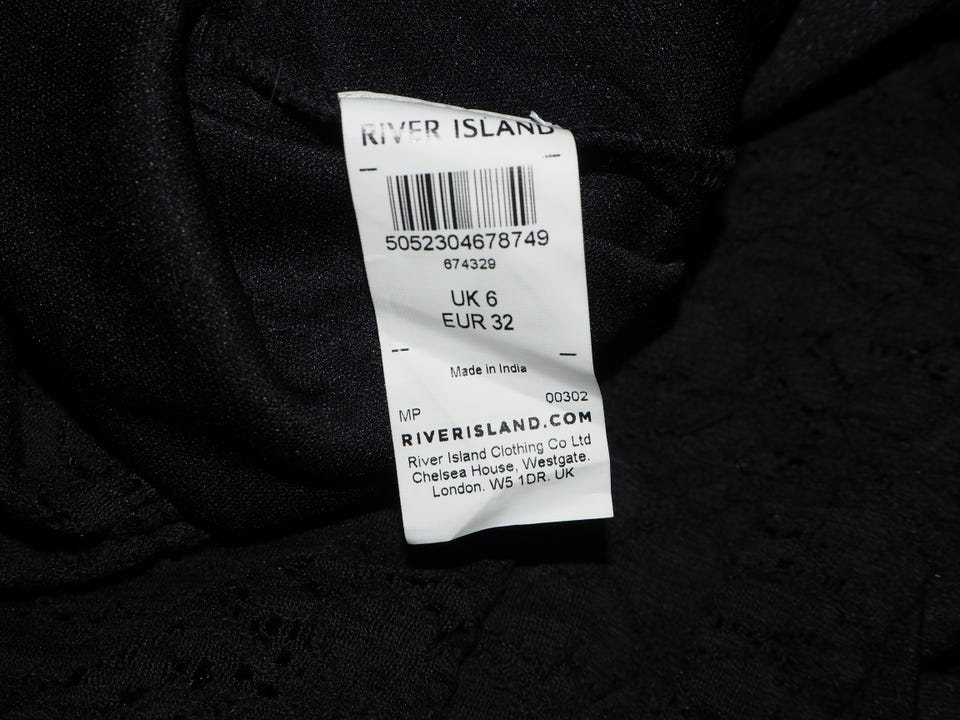 RIVER ISLAND
5052304678749
674329
UK 6
EUR 32
Made in India
MP 00302
RIVERISLAND.COM
River Island Clothing Co Ltd
Chelsea House, Westgate.
London. W5 1DR. UK